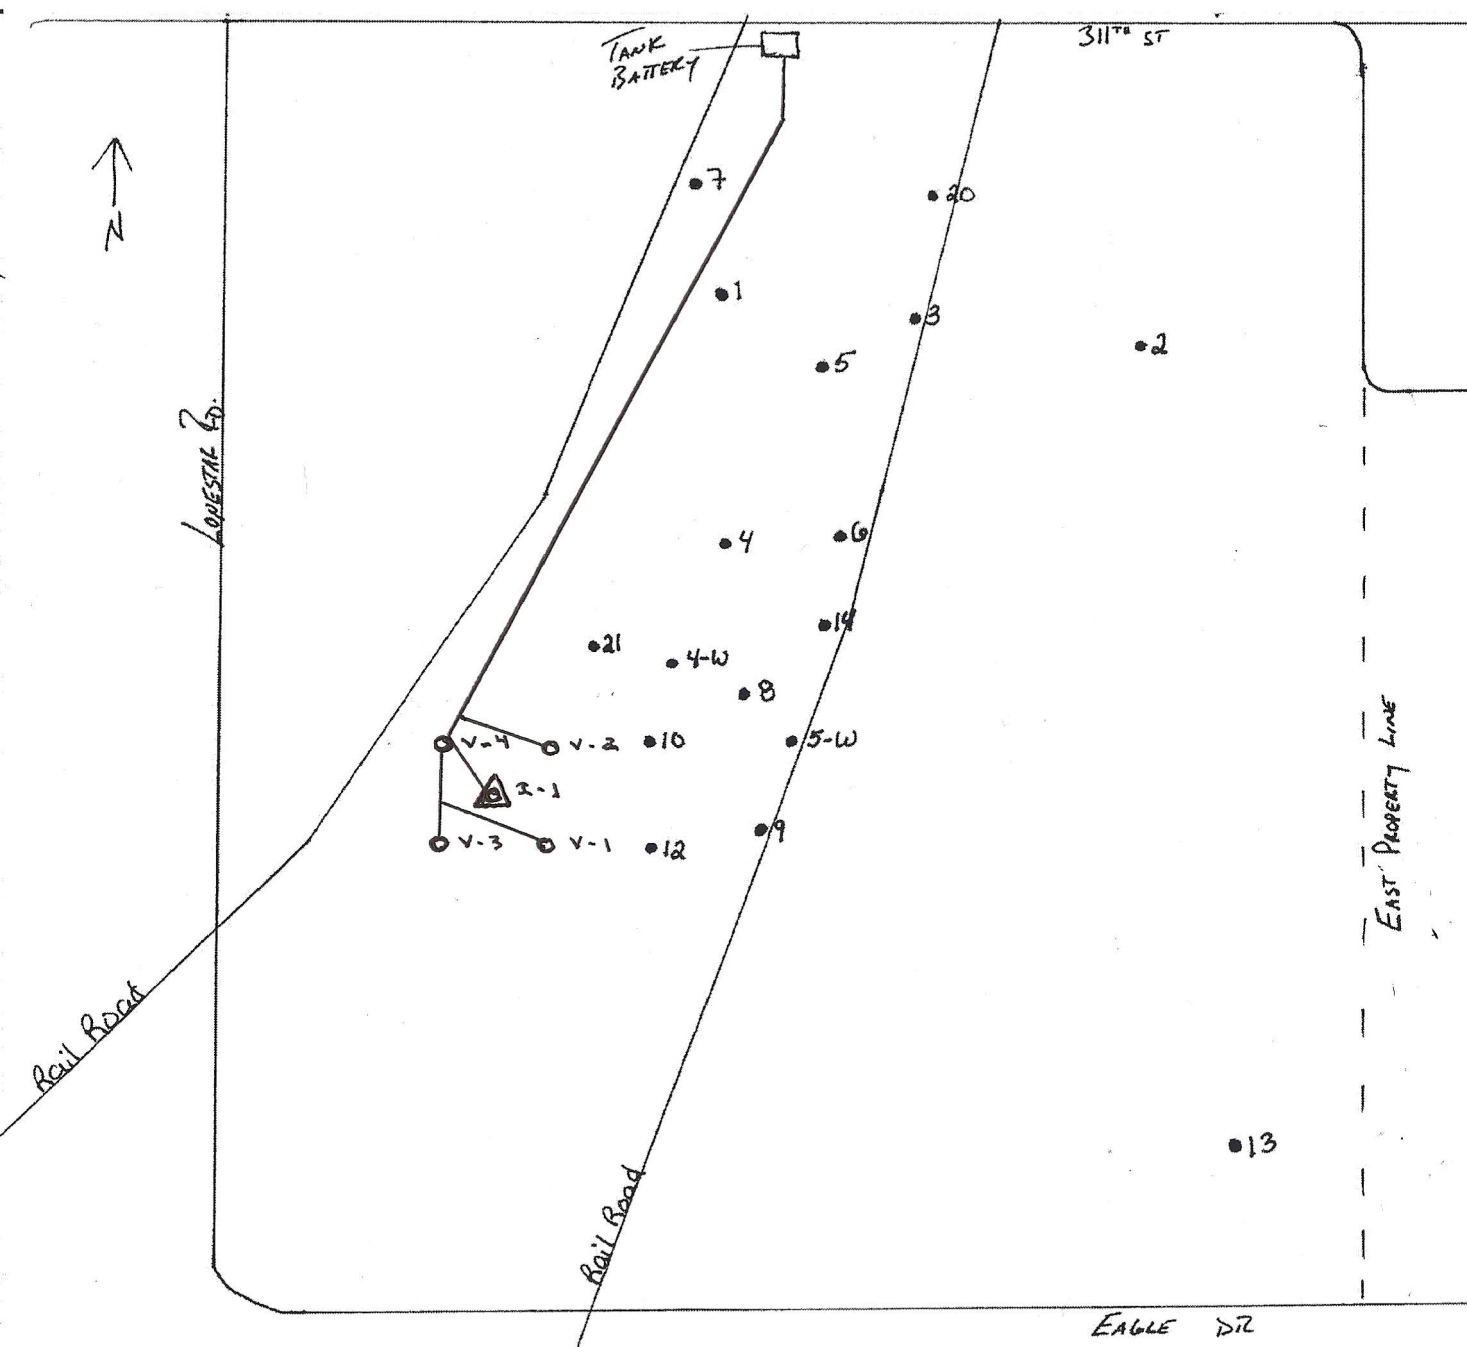 311TH ST
TANK
BATTERY
N
7
20
1
3
2
5
LONESTAR RD.
4
6
14
21
4-W
8
V-4
V-2
10
5-W
I-1
9
V-3
V-1
12
EAST PROPERTY LINE
Rail Road
13
Rail Road
EAGLE DR